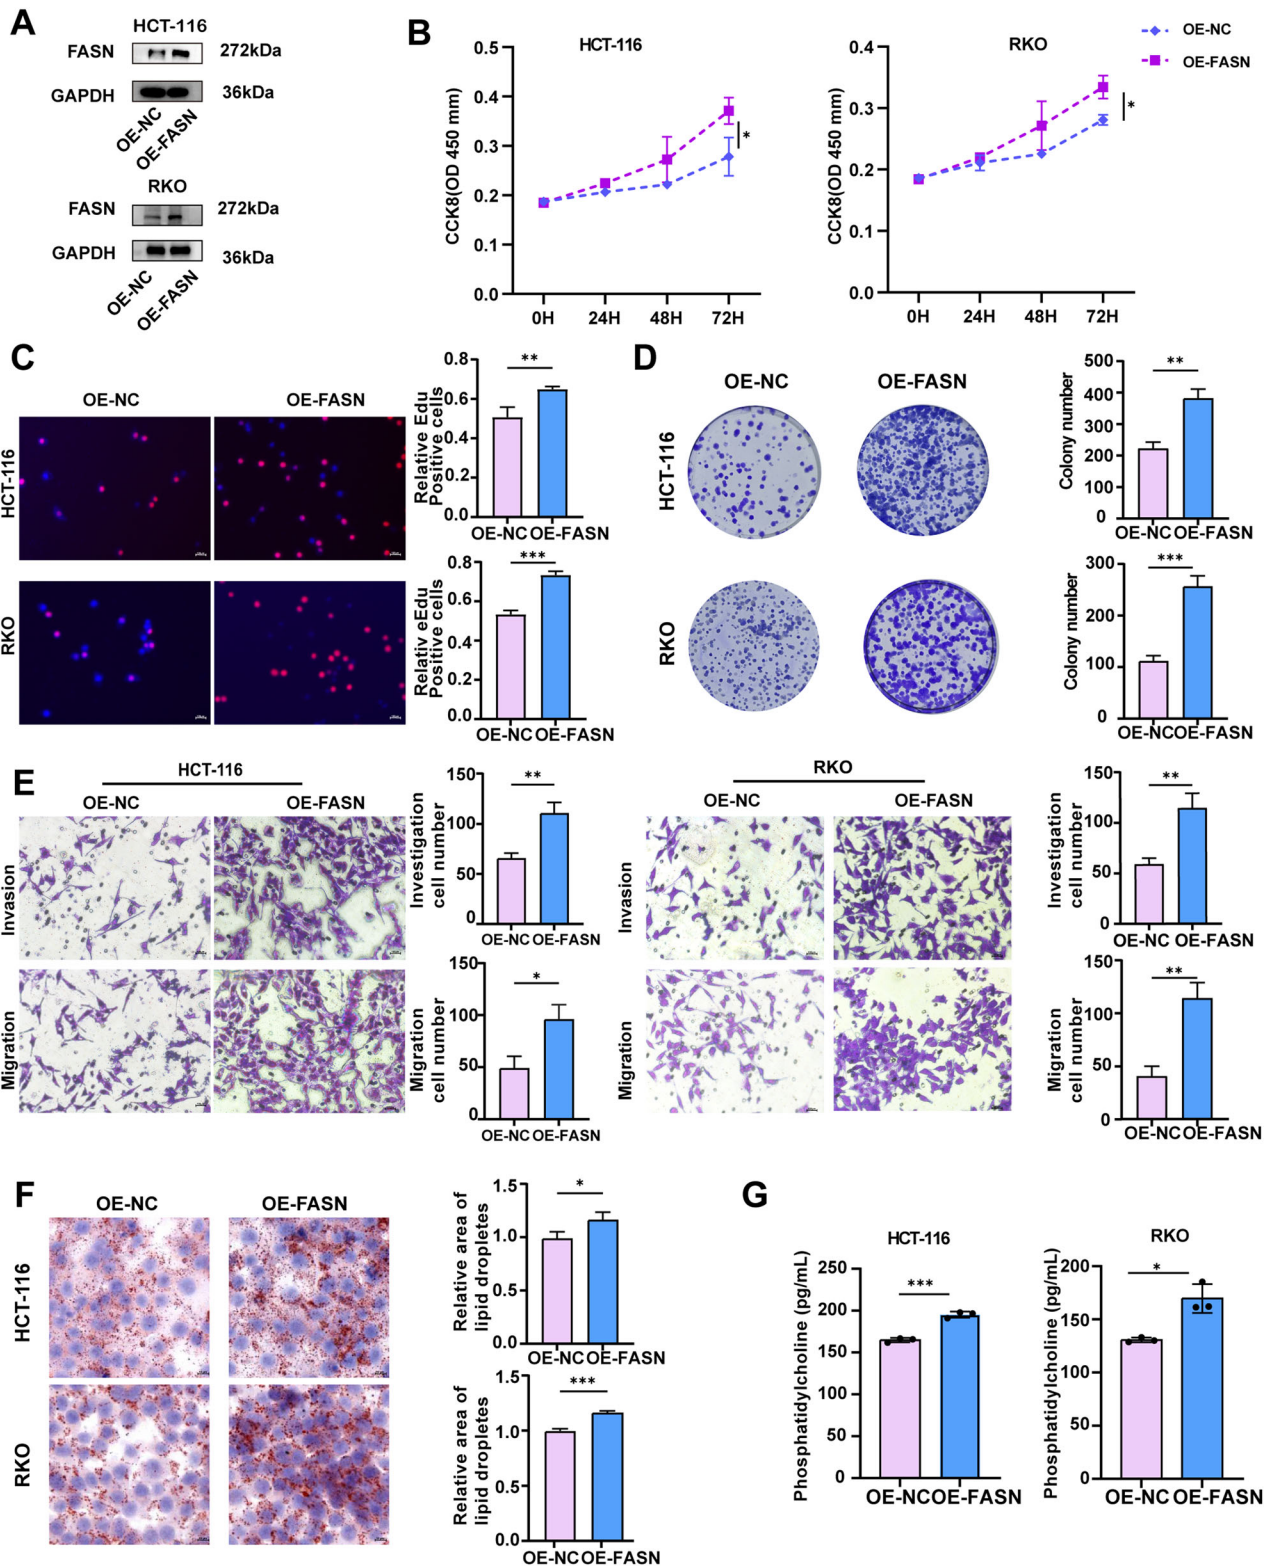 A
HCT-116
FASN
272kDa
GAPDH
36kDa
OE-NC
OE-FASN
RKO
FASN
272kDa
GAPDH
36kDa
OE-NC
OE-FASN
B
HCT-116
CCK8(OD 450 mm)
0.5
0.4
0.3
0.2
0.1
0.0
0H 24H 48H 72H
*
RKO
CCK8(OD 450 mm)
0.4
0.3
0.2
0.1
0.0
0H 24H 48H 72H
*
OE-NC
OE-FASN
C
OE-NC OE-FASN
HCT-116
RKO
Relative Edu
Positive cells
0.8
0.6
0.4
0.2
0.0
**
OE-NC OE-FASN
Relative eEdu
Positive cells
0.8
0.6
0.4
0.2
0.0
***
OE-NC OE-FASN
D
OE-NC OE-FASN
HCT-116
RKO
Colony number
500
400
300
200
100
0
**
OE-NC OE-FASN
Colony number
300
200
100
0
***
OE-NC OE-FASN
E
HCT-116
OE-NC OE-FASN
Invasion
Migration
Investigation
cell number
150
100
50
0
**
OE-NC OE-FASN
Migration
cell number
150
100
50
0
*
OE-NC OE-FASN
RKO
OE-NC OE-FASN
Invasion
Migration
Investigation
cell number
150
100
50
0
**
OE-NC OE-FASN
Migration
cell number
150
100
50
0
**
OE-NC OE-FASN
F
OE-NC OE-FASN
HCT-116
RKO
Relative area of
lipid dropletes
1.5
1.0
0.5
0.0
*
OE-NC OE-FASN
Relative area of
lipid dropletes
1.5
1.0
0.5
0.0
***
OE-NC OE-FASN
G
HCT-116
Phosphatidylcholine (pg/mL)
250
200
150
100
50
0
***
OE-NC OE-FASN
RKO
Phosphatidylcholine (pg/mL)
200
150
100
50
0
*
OE-NC OE-FASN